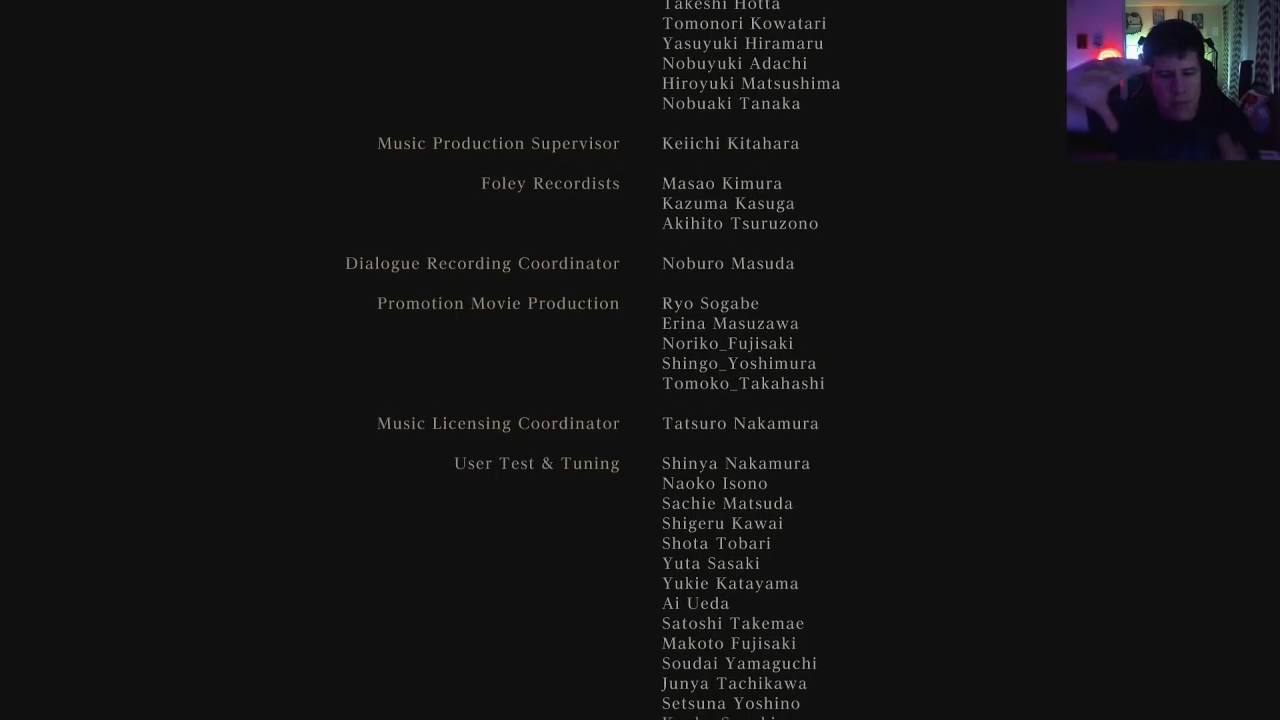 Takeshi Hotta
Tomonori Kowatari
Yasuyuki Hiramaru
Nobuyuki Adachi
Hiroyuki Matsushima
Nobuaki Tanaka
Music Production Supervisor Keiichi Kitahara
Foley Recordists Masao Kimura
Kazuma Kasuga
Akihito Tsuruzono
Dialogue Recording Coordinator Noburo Masuda
Promotion Movie Production Ryo Sogabe
Erina Masuzawa
Noriko_Fujisaki
Shingo_Yoshimura
Tomoko_Takahashi
Music Licensing Coordinator Tatsuro Nakamura
User Test & Tuning Shinya Nakamura
Naoko Isono
Sachie Matsuda
Shigeru Kawai
Shota Tobari
Yuta Sasaki
Yukie Katayama
Ai Ueda
Satoshi Takemae
Makoto Fujisaki
Soudai Yamaguchi
Junya Tachikawa
Setsuna Yoshino